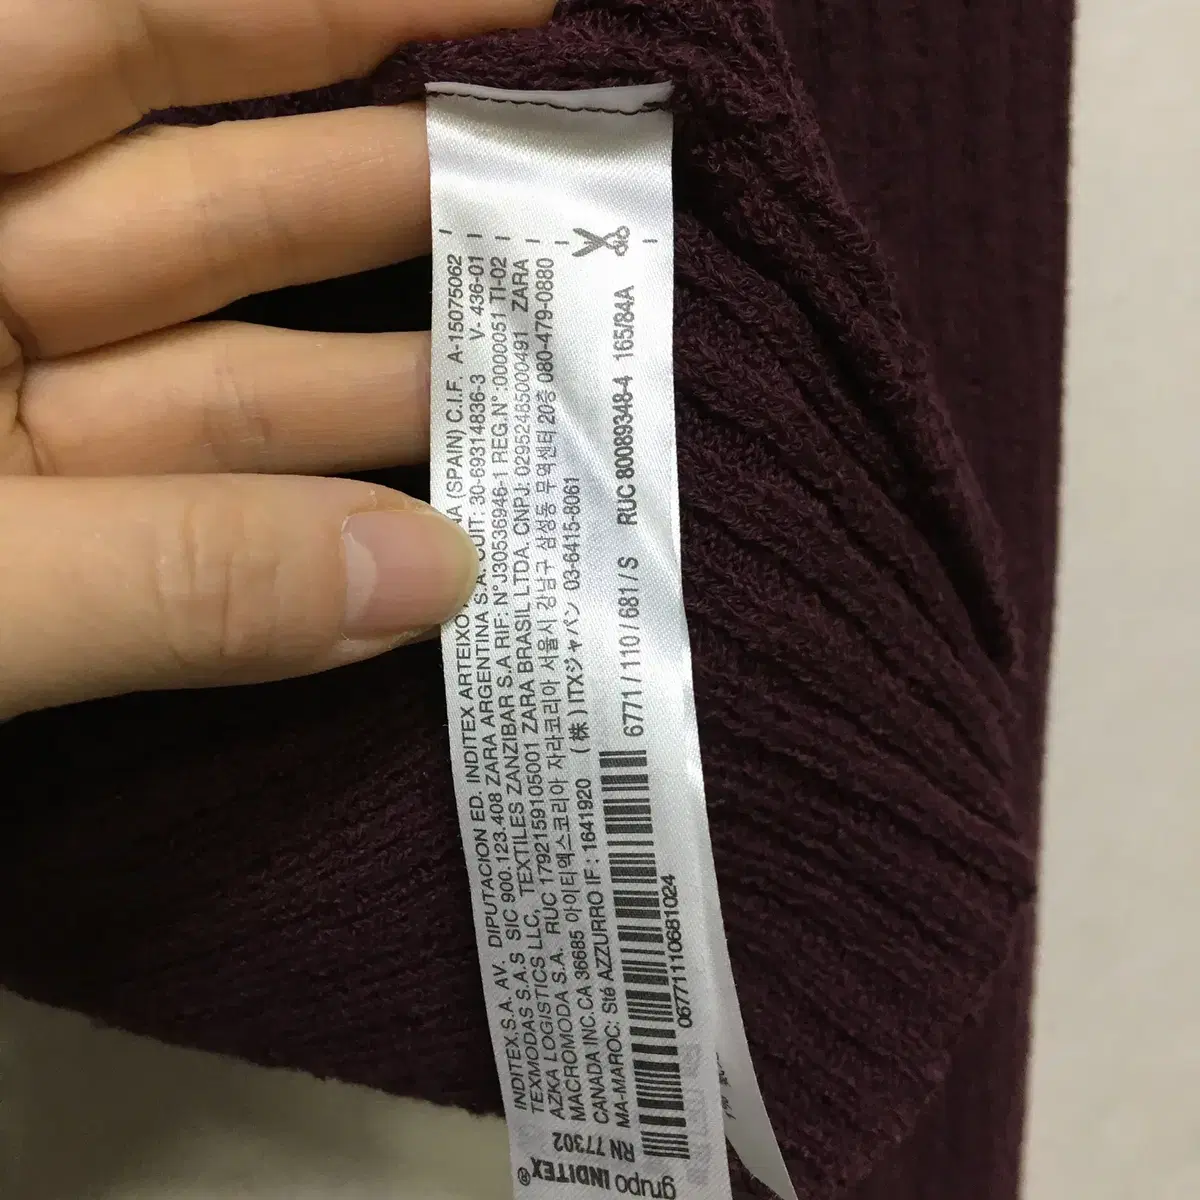 INDITEX,S.A. AV. DIPUTACION ED. INDITEX ARTEIXO (SPAIN) C.I.F. A-15075062
TEXMODAS S.A.S SIC 900.123.408 ZARA ARGENTINA S.A. CUIT: 30-69314836-3 V-436-01
AZKA LOGISTICS LLC, TEXTILES ZANZIBAR S.A RIF: N°J30536946-1 REG.N°:0000051 TI-02
MACROMODA S.A. RUC 1792159105001 ZARA BRASIL LTDA. CNPJ: 02952485000491 ZARA
CANADA INC. CA 36685 아이티엑스코리아 자라코리아 서울시 강남구 삼성동 무역센터 20층 080-479-0880
MA-MAROC: Sté AZZURRO IF : 1641920 (株) ITXジャパン 03-6415-8061
6771 / 110 / 681 / S RUC 80089348-4 165/84A
06771110681024
RN 77302
grupo INDITEX ®